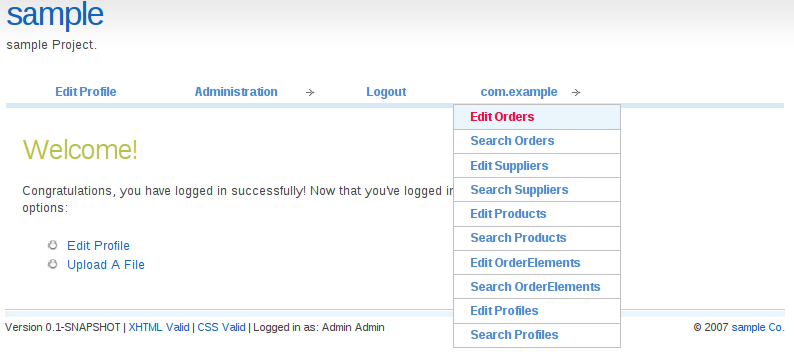 sample
sample Project.
Edit Profile Administration Logout com.example
Edit Orders
Search Orders
Edit Suppliers
Search Suppliers
Edit Products
Search Products
Edit OrderElements
Search OrderElements
Edit Profiles
Search Profiles
Welcome!
Congratulations, you have logged in successfully! Now that you've logged in
options:
Edit Profile
Upload A File
Version 0.1-SNAPSHOT | XHTML Valid | CSS Valid | Logged in as: Admin Admin
© 2007 sample Co.